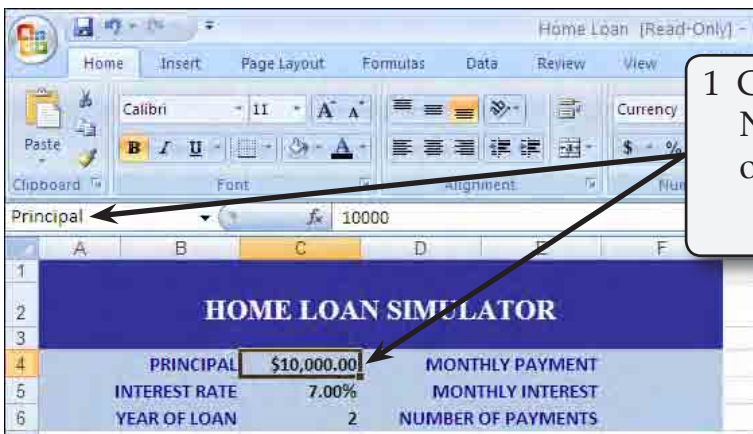 Home Loan [Read-Only] -
Home Insert Page Layout Formulas Data Review View
Paste
Calibri 11 A A
Currency
B I U A
$ %
Clipboard Font Alignment Nu
1 C
N
o
Principal fx 10000
A B C D E F
1
2 HOME LOAN SIMULATOR
3
4 PRINCIPAL $10,000.00 MONTHLY PAYMENT
5 INTEREST RATE 7.00% MONTHLY INTEREST
6 YEAR OF LOAN 2 NUMBER OF PAYMENTS